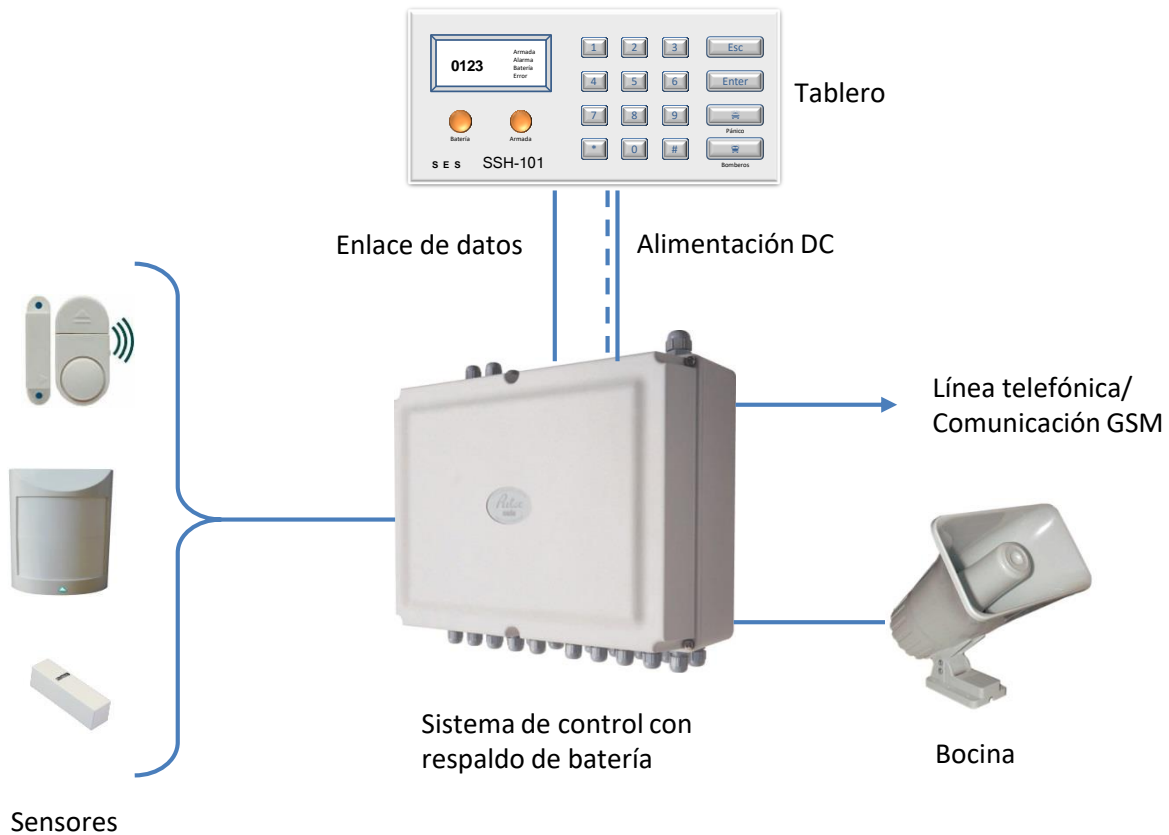 0123
Armada
Alarma
Batería
Error
1 2 3 Esc
4 5 6 Enter
7 8 9
Pánico
* 0 #
Bomberos
Batería
Armada
S E S SSH-101
Tablero
Enlace de datos
Alimentación DC
Línea telefónica/
Comunicación GSM
Sistema de control con
respaldo de batería
Bocina
Sensores